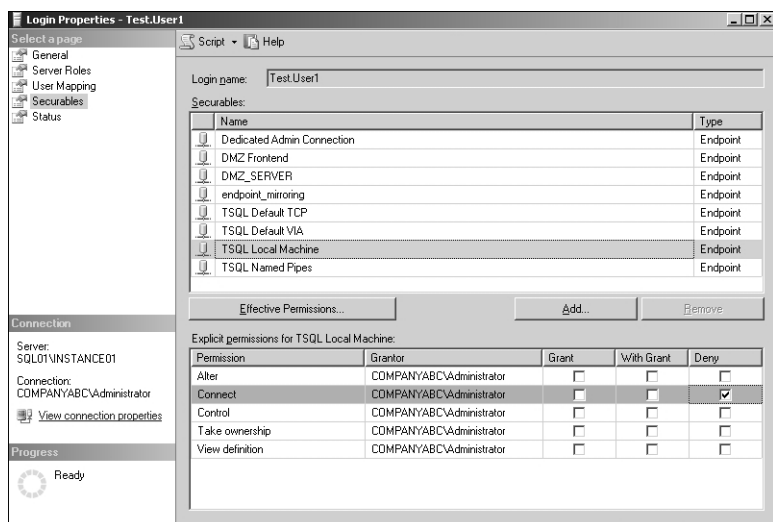 Login Properties - Test.User1
Select a page
General
Server Roles
User Mapping
Securables
Status
Script Help
Login name: Test.User1
Securables:
Name Type
Dedicated Admin Connection Endpoint
DMZ Frontend Endpoint
DMZ_SERVER Endpoint
endpoint_mirroring Endpoint
TSQL Default TCP Endpoint
TSQL Default VIA Endpoint
TSQL Local Machine Endpoint
TSQL Named Pipes Endpoint
Effective Permissions... Add... Remove
Explicit permissions for TSQL Local Machine:
Permission Grantor Grant With Grant Deny
Alter COMPANYABC\Administrator
Connect COMPANYABC\Administrator
Control COMPANYABC\Administrator
Take ownership COMPANYABC\Administrator
View definition COMPANYABC\Administrator
Connection
Server:
SQL01\INSTANCE01
Connection:
COMPANYABC\Administrator
View connection properties
Progress
Ready